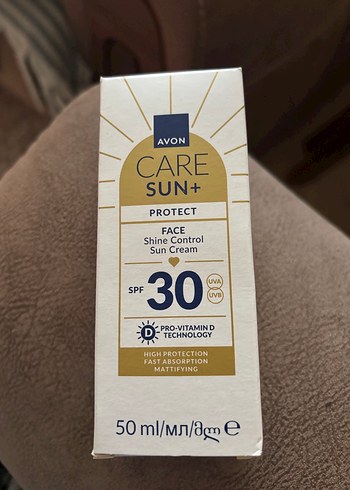 AVON
CARE
SUN+
PROTECT
FACE
Shine Control
Sun Cream
SPF 30 UVA
UVB
D PRO-VITAMIN D
TECHNOLOGY
HIGH PROTECTION
FAST ABSORPTION
MATTIFYING
50 ml/мл/მლ e